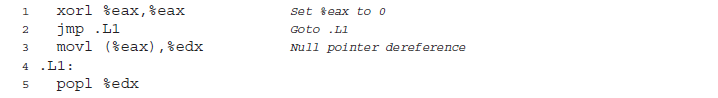 1 xorl %eax,%eax Set %eax to 0
2 jmp .L1 Goto .L1
3 movl (%eax),%edx Null pointer dereference
4 .L1:
5 popl %edx